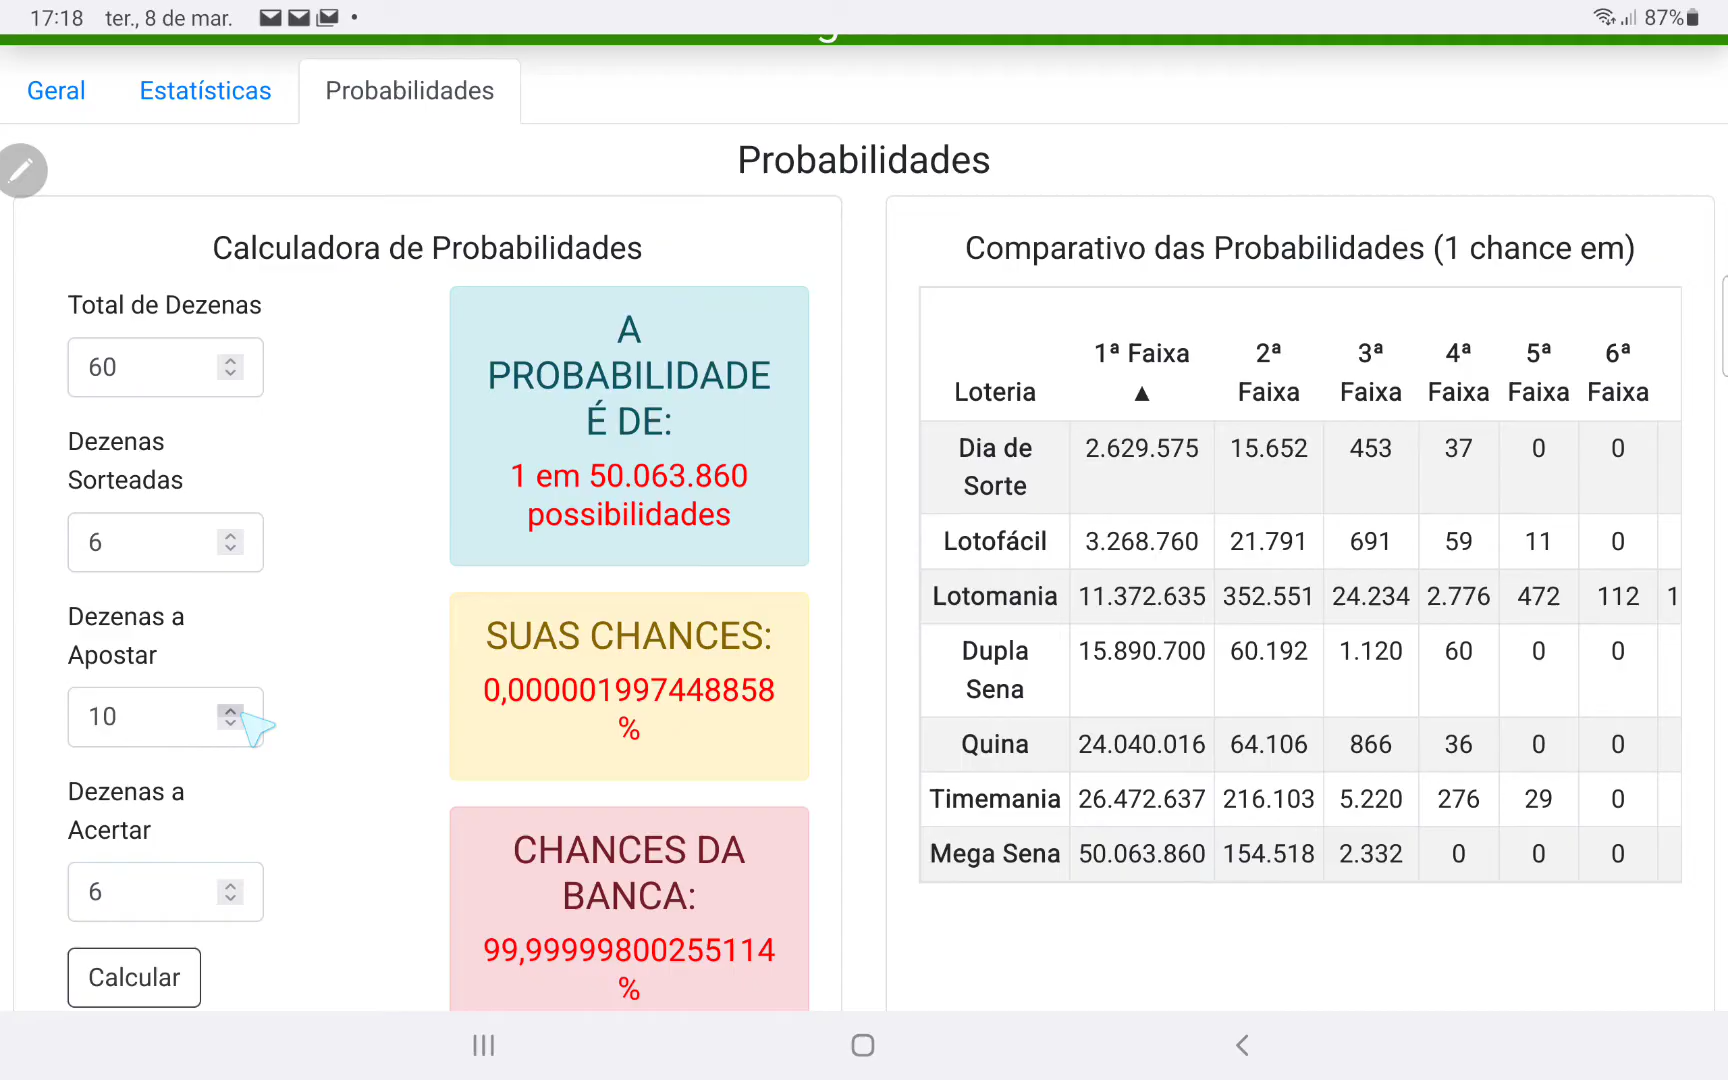 17:18 ter., 8 de mar.
87%
Geral Estatísticas Probabilidades
Probabilidades
Calculadora de Probabilidades
Total de Dezenas
60
Dezenas
Sorteadas
6
Dezenas a
Apostar
10
Dezenas a
Acertar
6
Calcular
A
PROBABILIDADE
É DE:
1 em 50.063.860
possibilidades
SUAS CHANCES:
0,000001997448858
%
CHANCES DA
BANCA:
99,99999800255114
%
Comparativo das Probabilidades (1 chance em)
1ª Faixa 2ª 3ª 4ª 5ª 6ª
Loteria ▲ Faixa Faixa Faixa Faixa Faixa
Dia de 2.629.575 15.652 453 37 0 0
Sorte
Lotofácil 3.268.760 21.791 691 59 11 0
Lotomania 11.372.635 352.551 24.234 2.776 472 112 1
Dupla 15.890.700 60.192 1.120 60 0 0
Sena
Quina 24.040.016 64.106 866 36 0 0
Timemania 26.472.637 216.103 5.220 276 29 0
Mega Sena 50.063.860 154.518 2.332 0 0 0